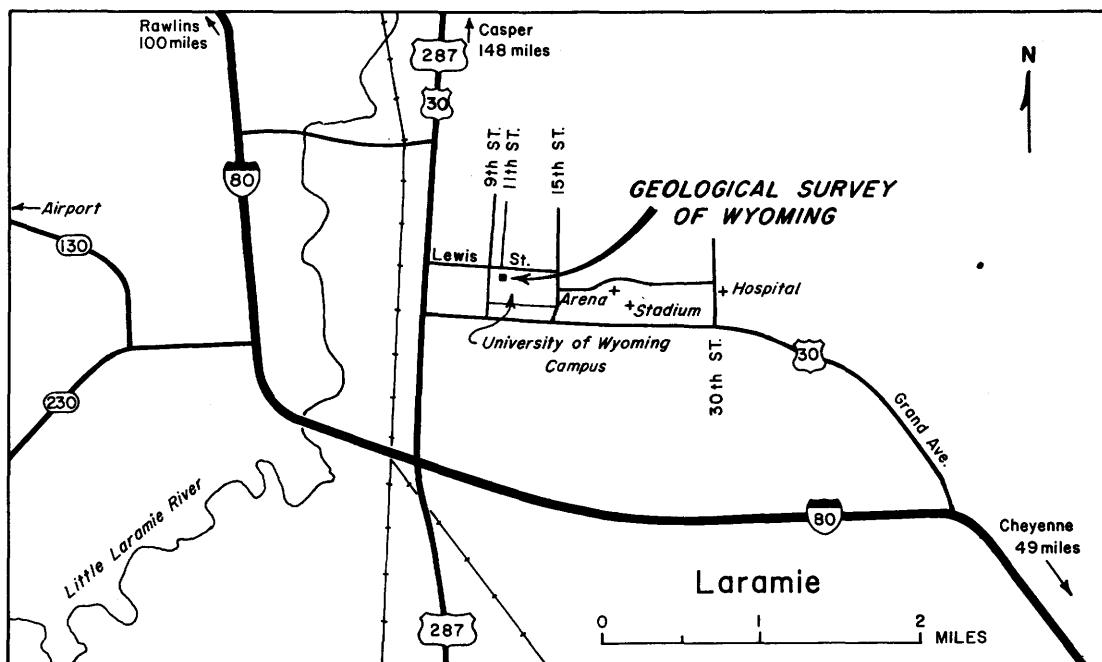 Rawlins
100 miles
Casper
148 miles
287
30
N
9th ST.
11th ST.
15th ST.
80
GEOLOGICAL SURVEY
OF WYOMING
Airport
130
Lewis St.
Arena
Stadium
Hospital
University of Wyoming
Campus
30th ST.
30
230
Grand Ave.
Little Laramie River
80
Cheyenne
49 miles
Laramie
287
0 1 2
MILES